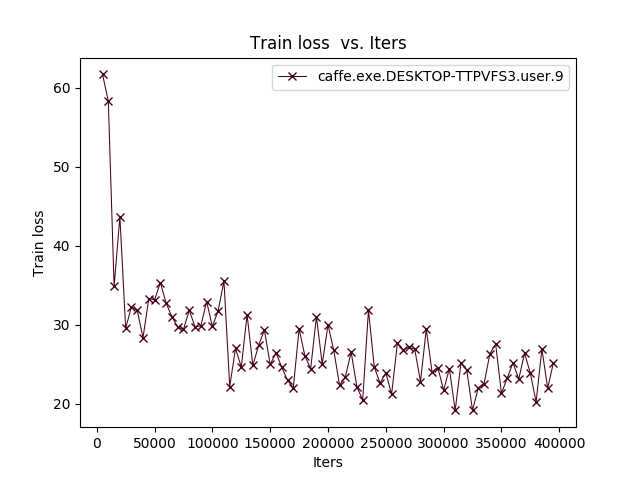 Train loss  vs. Iters
caffe.exe.DESKTOP-TTPVFS3.user.9
60
50
40
30
20
Train loss
0 50000 100000 150000 200000 250000 300000 350000 400000
Iters